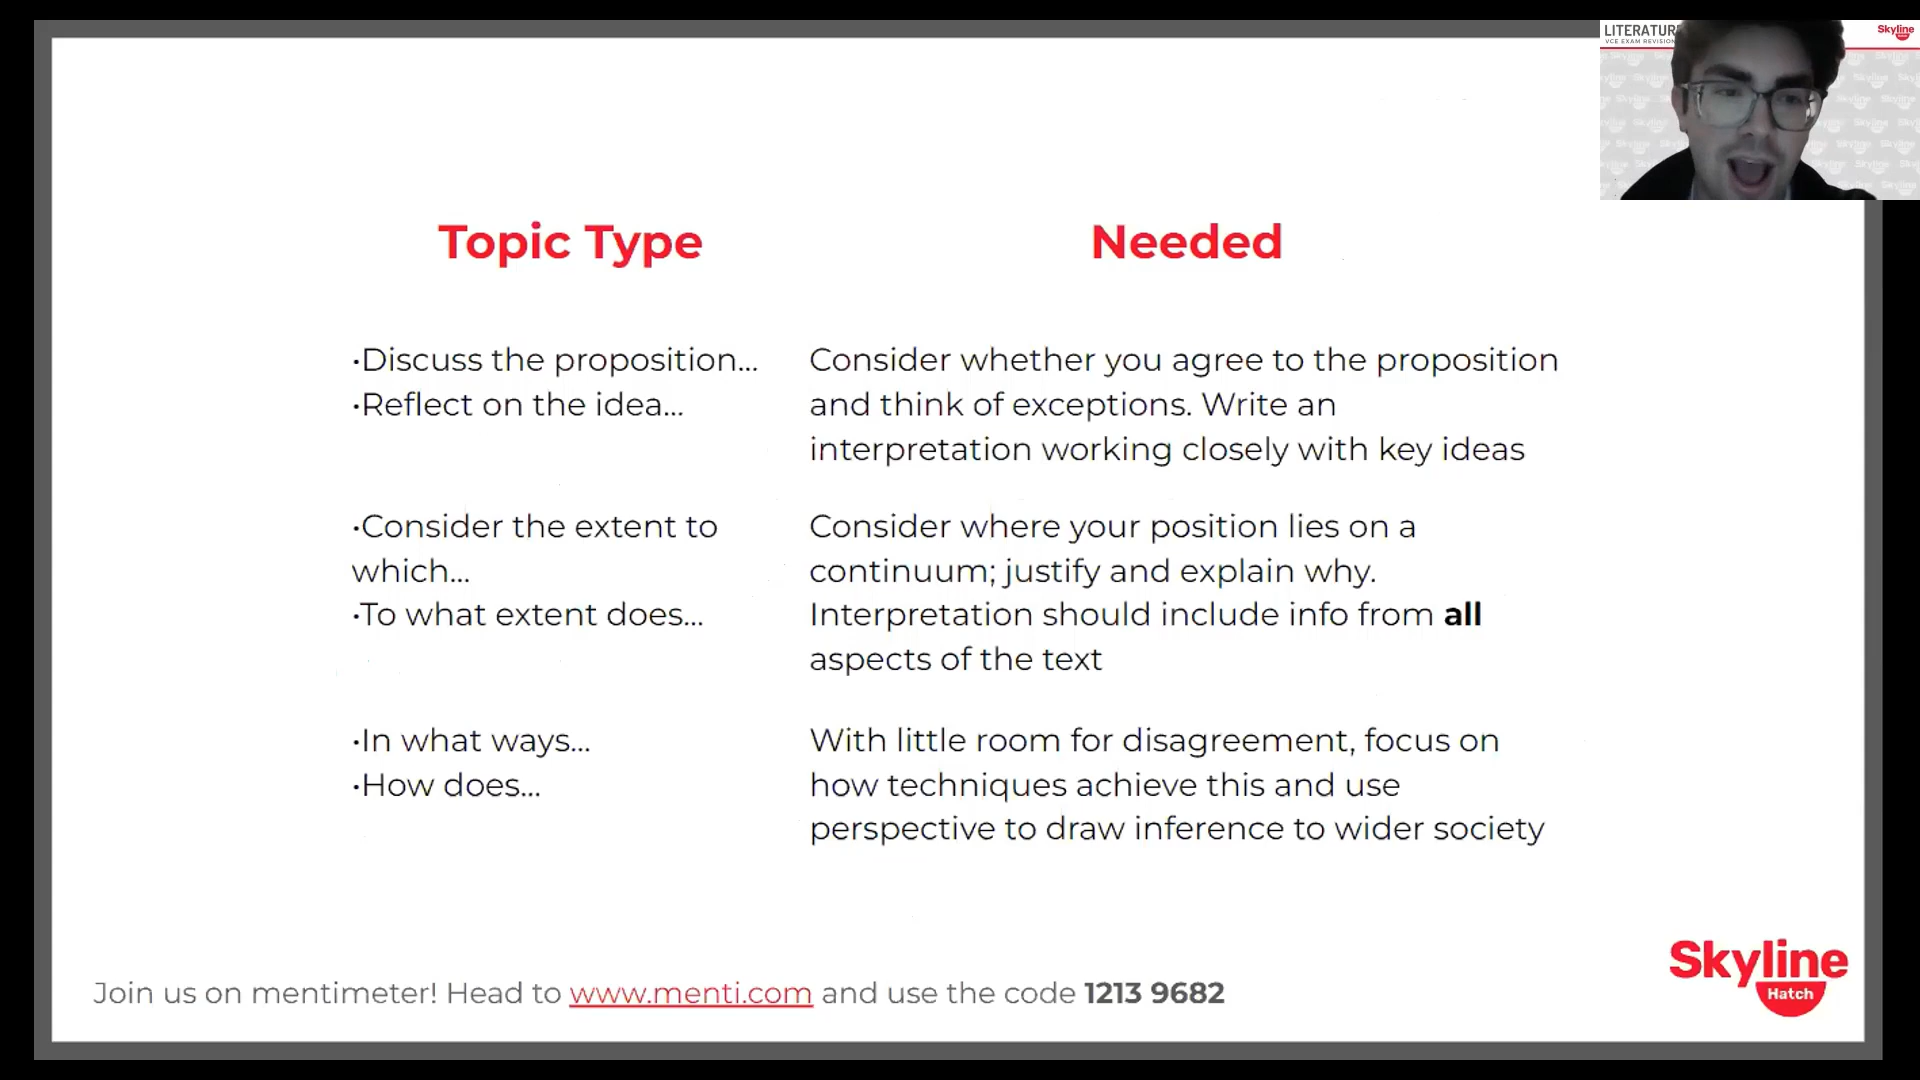 LITERATUR
VCE EXAM REVISION
Skyline
Topic Type
Needed
•Discuss the proposition...
•Reflect on the idea...
Consider whether you agree to the proposition
and think of exceptions. Write an
interpretation working closely with key ideas
•Consider the extent to
which...
•To what extent does...
Consider where your position lies on a
continuum; justify and explain why.
Interpretation should include info from all
aspects of the text
•In what ways...
•How does...
With little room for disagreement, focus on
how techniques achieve this and use
perspective to draw inference to wider society
Join us on mentimeter! Head to www.menti.com and use the code 1213 9682
Skyline
Hatch